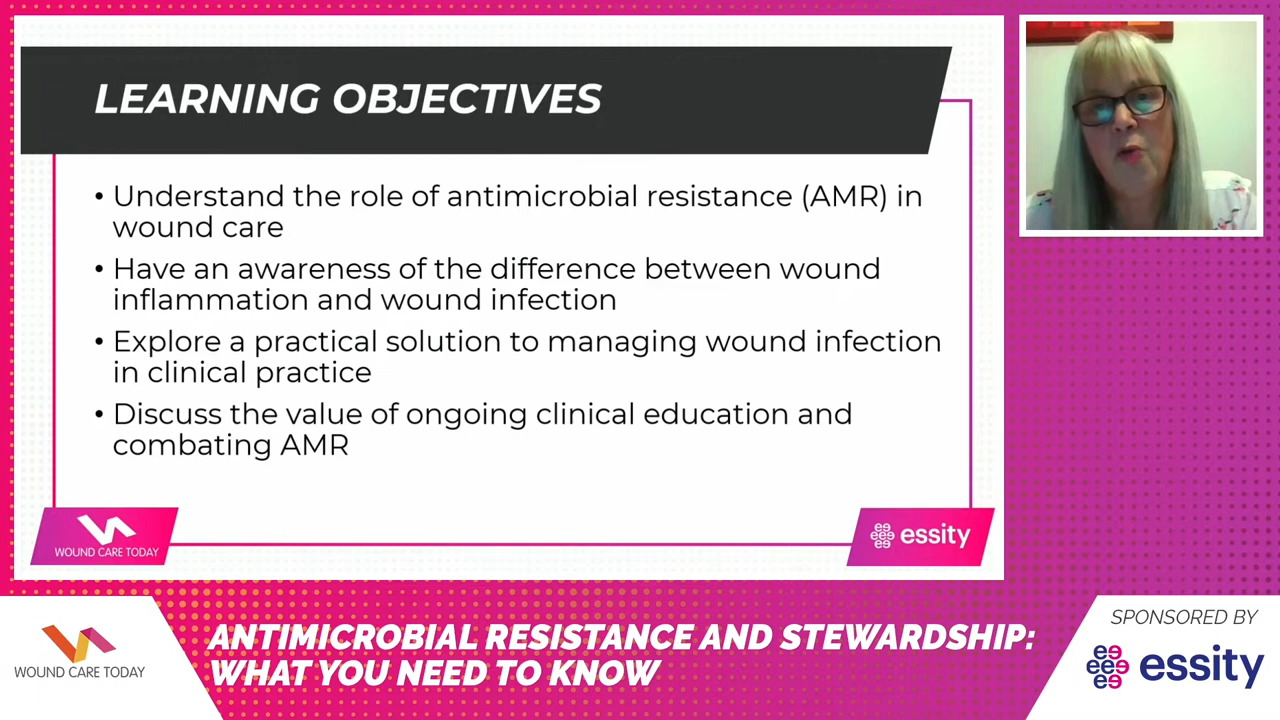 LEARNING OBJECTIVES
• Understand the role of antimicrobial resistance (AMR) in
wound care
• Have an awareness of the difference between wound
inflammation and wound infection
• Explore a practical solution to managing wound infection
in clinical practice
• Discuss the value of ongoing clinical education and
combating AMR
WOUND CARE TODAY
essity
WOUND CARE TODAY
ANTIMICROBIAL RESISTANCE AND STEWARDSHIP:
WHAT YOU NEED TO KNOW
SPONSORED BY
essity